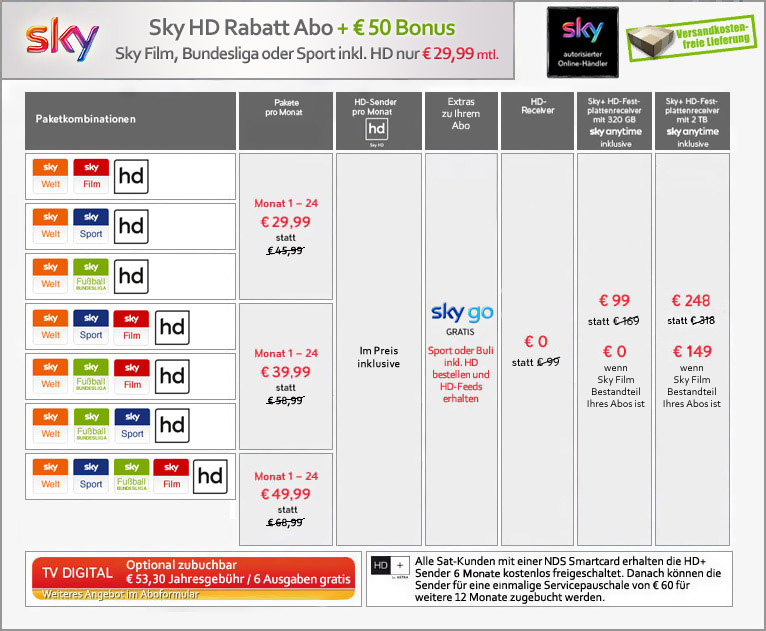 sky
Sky HD Rabatt Abo + € 50 Bonus
Sky Film, Bundesliga oder Sport inkl. HD nur € 29,99 mtl.
sky
autorisierter
Online-Händler
Versandkosten-
freie Lieferung
Paketkombinationen
Pakete
pro Monat
HD-Sender
pro Monat
hd
Sky HD
Extras
zu Ihrem
Abo
HD-
Receiver
Sky+ HD-Fest-
plattenreceiver
mit 320 GB
sky anytime
inklusive
Sky+ HD-Fest-
plattenreceiver
mit 2 TB
sky anytime
inklusive
sky Welt sky Film hd
sky Welt sky Sport hd
sky Welt sky Fußball BUNDESLIGA hd
Monat 1 – 24
€ 29,99
statt
€ 45,99
sky Welt sky Sport sky Film hd
sky Welt sky Fußball BUNDESLIGA sky Film hd
sky Welt sky Fußball BUNDESLIGA sky Sport hd
Monat 1 – 24
€ 39,99
statt
€ 58,99
sky Welt sky Sport sky Fußball BUNDESLIGA sky Film hd
Monat 1 – 24
€ 49,99
statt
€ 68,99
Im Preis
inklusive
sky go
GRATIS
Sport oder Buli
inkl. HD
bestellen und
HD-Feeds
erhalten
€ 0
statt € 99
€ 99
statt € 169
€ 0
wenn
Sky Film
Bestandteil
Ihres Abos ist
€ 248
statt € 318
€ 149
wenn
Sky Film
Bestandteil
Ihres Abos ist
TV DIGITAL
Optional zubuchbar
€ 53,30 Jahresgebühr / 6 Ausgaben gratis
Weiteres Angebot im Aboformular
HD +
by ASTRA
Alle Sat-Kunden mit einer NDS Smartcard erhalten die HD+
Sender 6 Monate kostenlos freigeschaltet. Danach können die
Sender für eine einmalige Servicepauschale von € 60 für
weitere 12 Monate zugebucht werden.